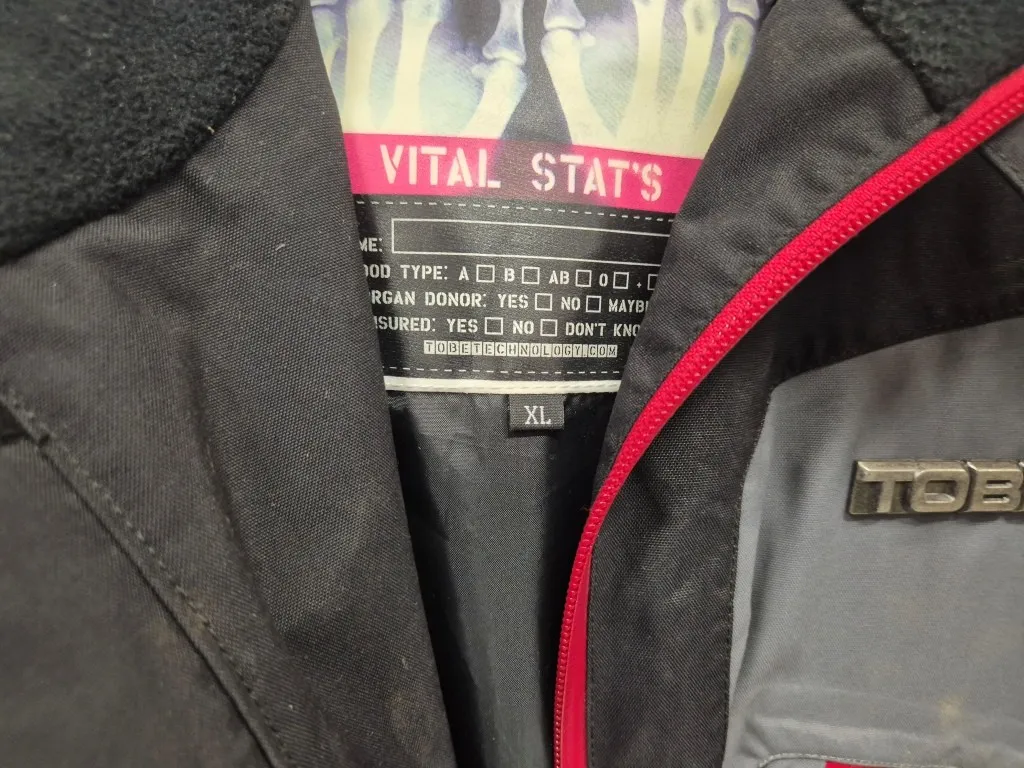 VITAL STAT'S
ME:
OOD TYPE: A B AB O
RGAN DONOR: YES NO MAYB
SURED: YES NO DON'T KNO
TOBETECHNOLOGY.COM
XL
TOB